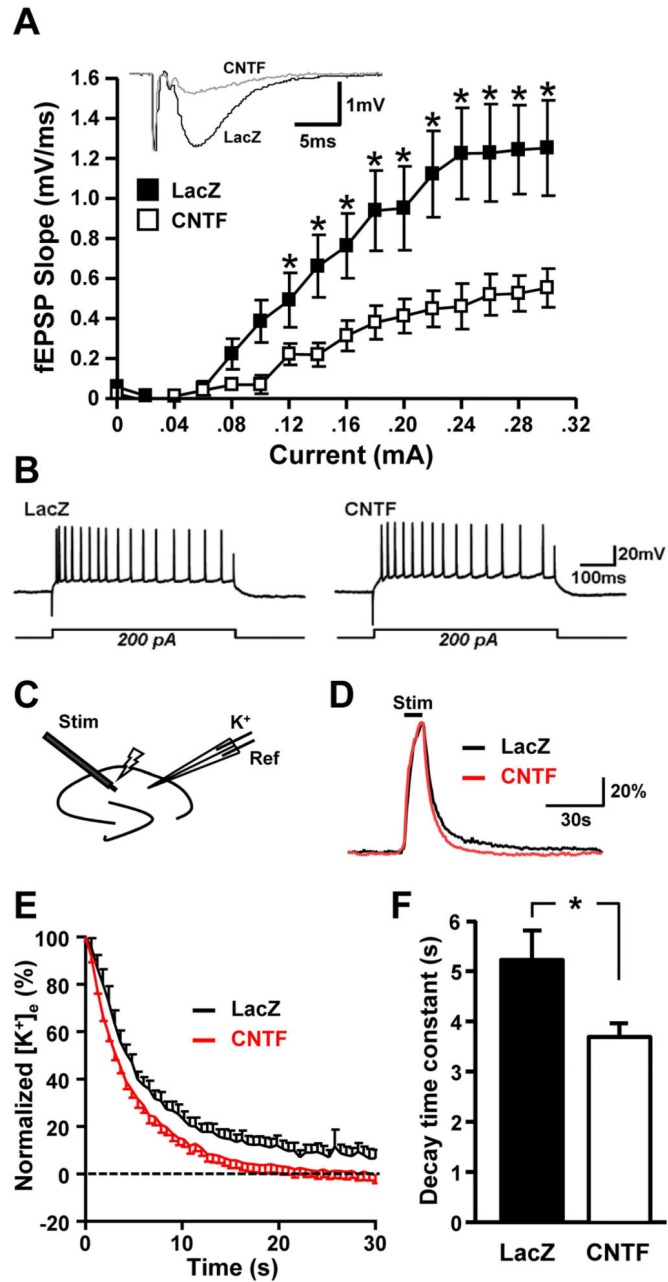 A
CNTF
LacZ
1mV
5ms
LacZ
CNTF
fEPSP Slope (mV/ms)
1.6
1.4
1.2
1.0
0.8
0.6
0.4
0.2
0
* * * * * * * * * *
0 .04 .08 .12 .16 .20 .24 .28 .32
Current (mA)
B
LacZ
CNTF
20mV
100ms
200 pA
200 pA
C
Stim
K⁺
Ref
D
Stim
LacZ
CNTF
20%
30s
E
Normalized [K⁺]ₑ (%)
100
80
60
40
20
0
-20
LacZ
CNTF
0 10 20 30
Time (s)
F
*
Decay time constant (s)
6
5
4
3
2
1
0
LacZ CNTF